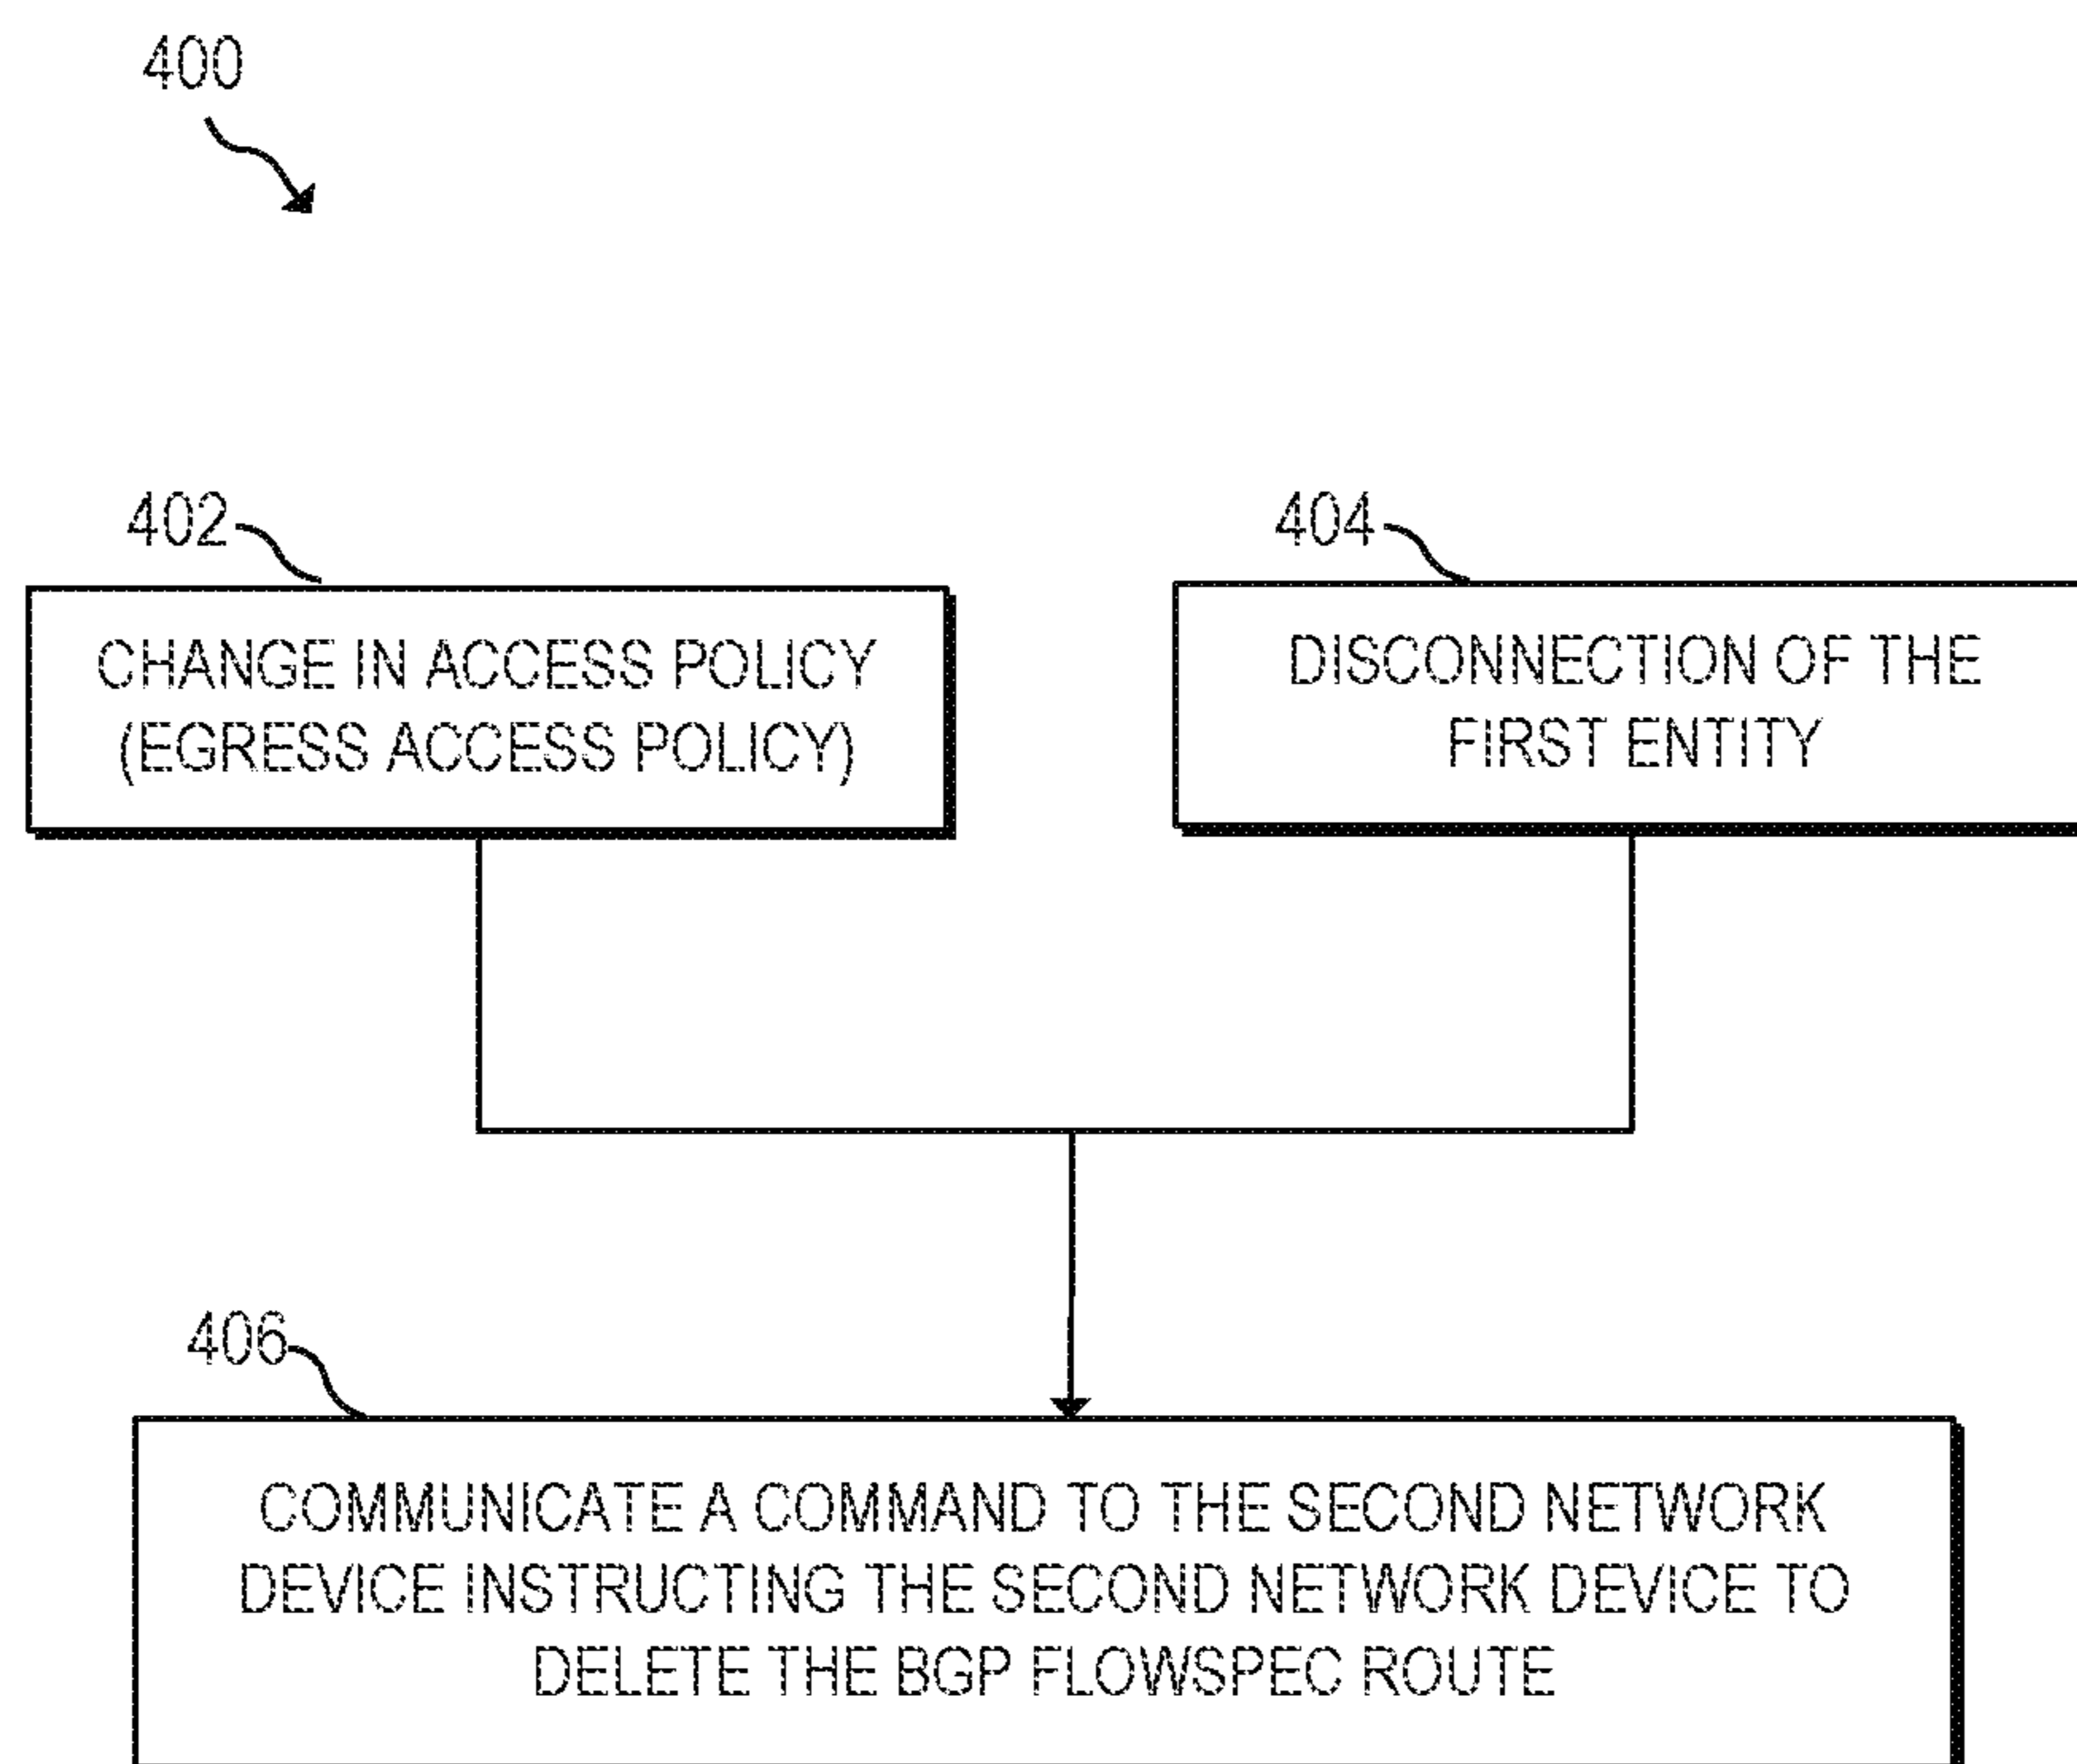 400
402
CHANGE IN ACCESS POLICY
(EGRESS ACCESS POLICY)
404
DISCONNECTION OF THE
FIRST ENTITY
406
COMMUNICATE A COMMAND TO THE SECOND NETWORK
DEVICE INSTRUCTING THE SECOND NETWORK DEVICE TO
DELETE THE BGP FLOWSPEC ROUTE